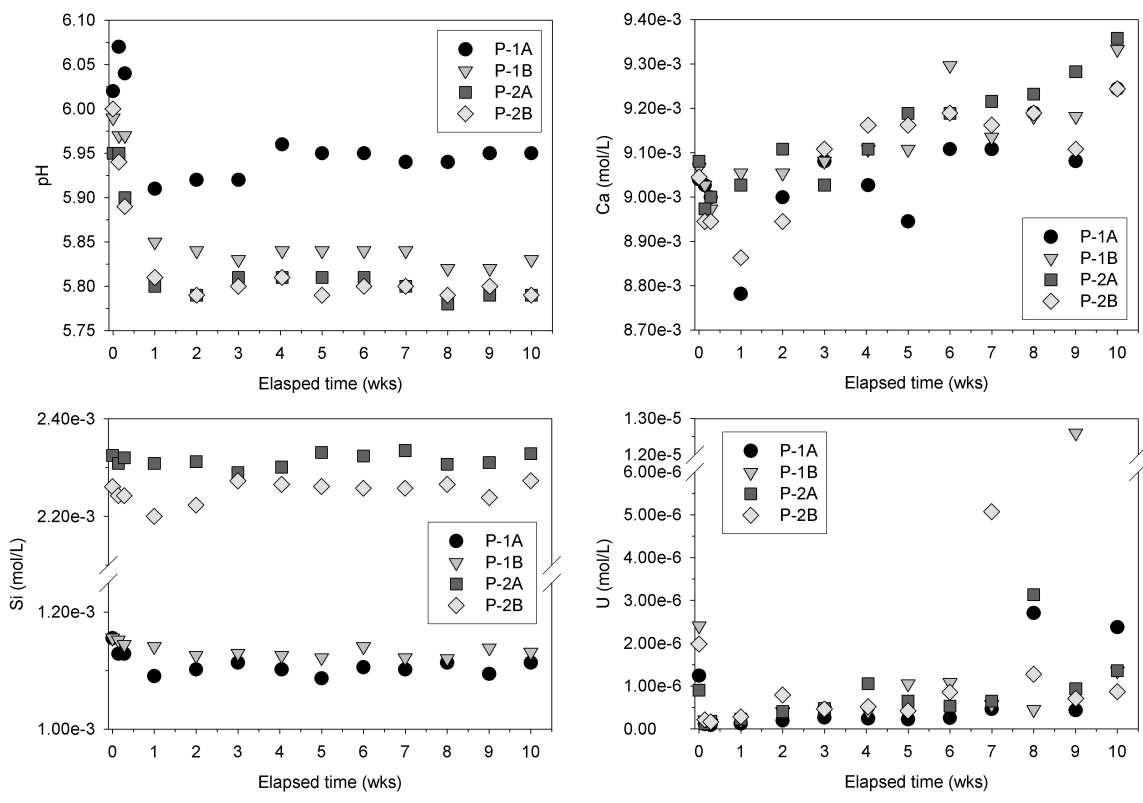 6.10
6.05
6.00
5.95
5.90
5.85
5.80
5.75
pH
0 1 2 3 4 5 6 7 8 9 10
Elasped time (wks)
P-1A
P-1B
P-2A
P-2B
9.40e-3
9.30e-3
9.20e-3
9.10e-3
9.00e-3
8.90e-3
8.80e-3
8.70e-3
Ca (mol/L)
0 1 2 3 4 5 6 7 8 9 10
Elapsed time (wks)
P-1A
P-1B
P-2A
P-2B
2.40e-3
2.20e-3
1.20e-3
1.00e-3
Si (mol/L)
0 1 2 3 4 5 6 7 8 9 10
Elapsed time (wks)
P-1A
P-1B
P-2A
P-2B
1.30e-5
1.20e-5
6.00e-6
5.00e-6
4.00e-6
3.00e-6
2.00e-6
1.00e-6
0.00
U (mol/L)
0 1 2 3 4 5 6 7 8 9 10
Elapsed time (wks)
P-1A
P-1B
P-2A
P-2B